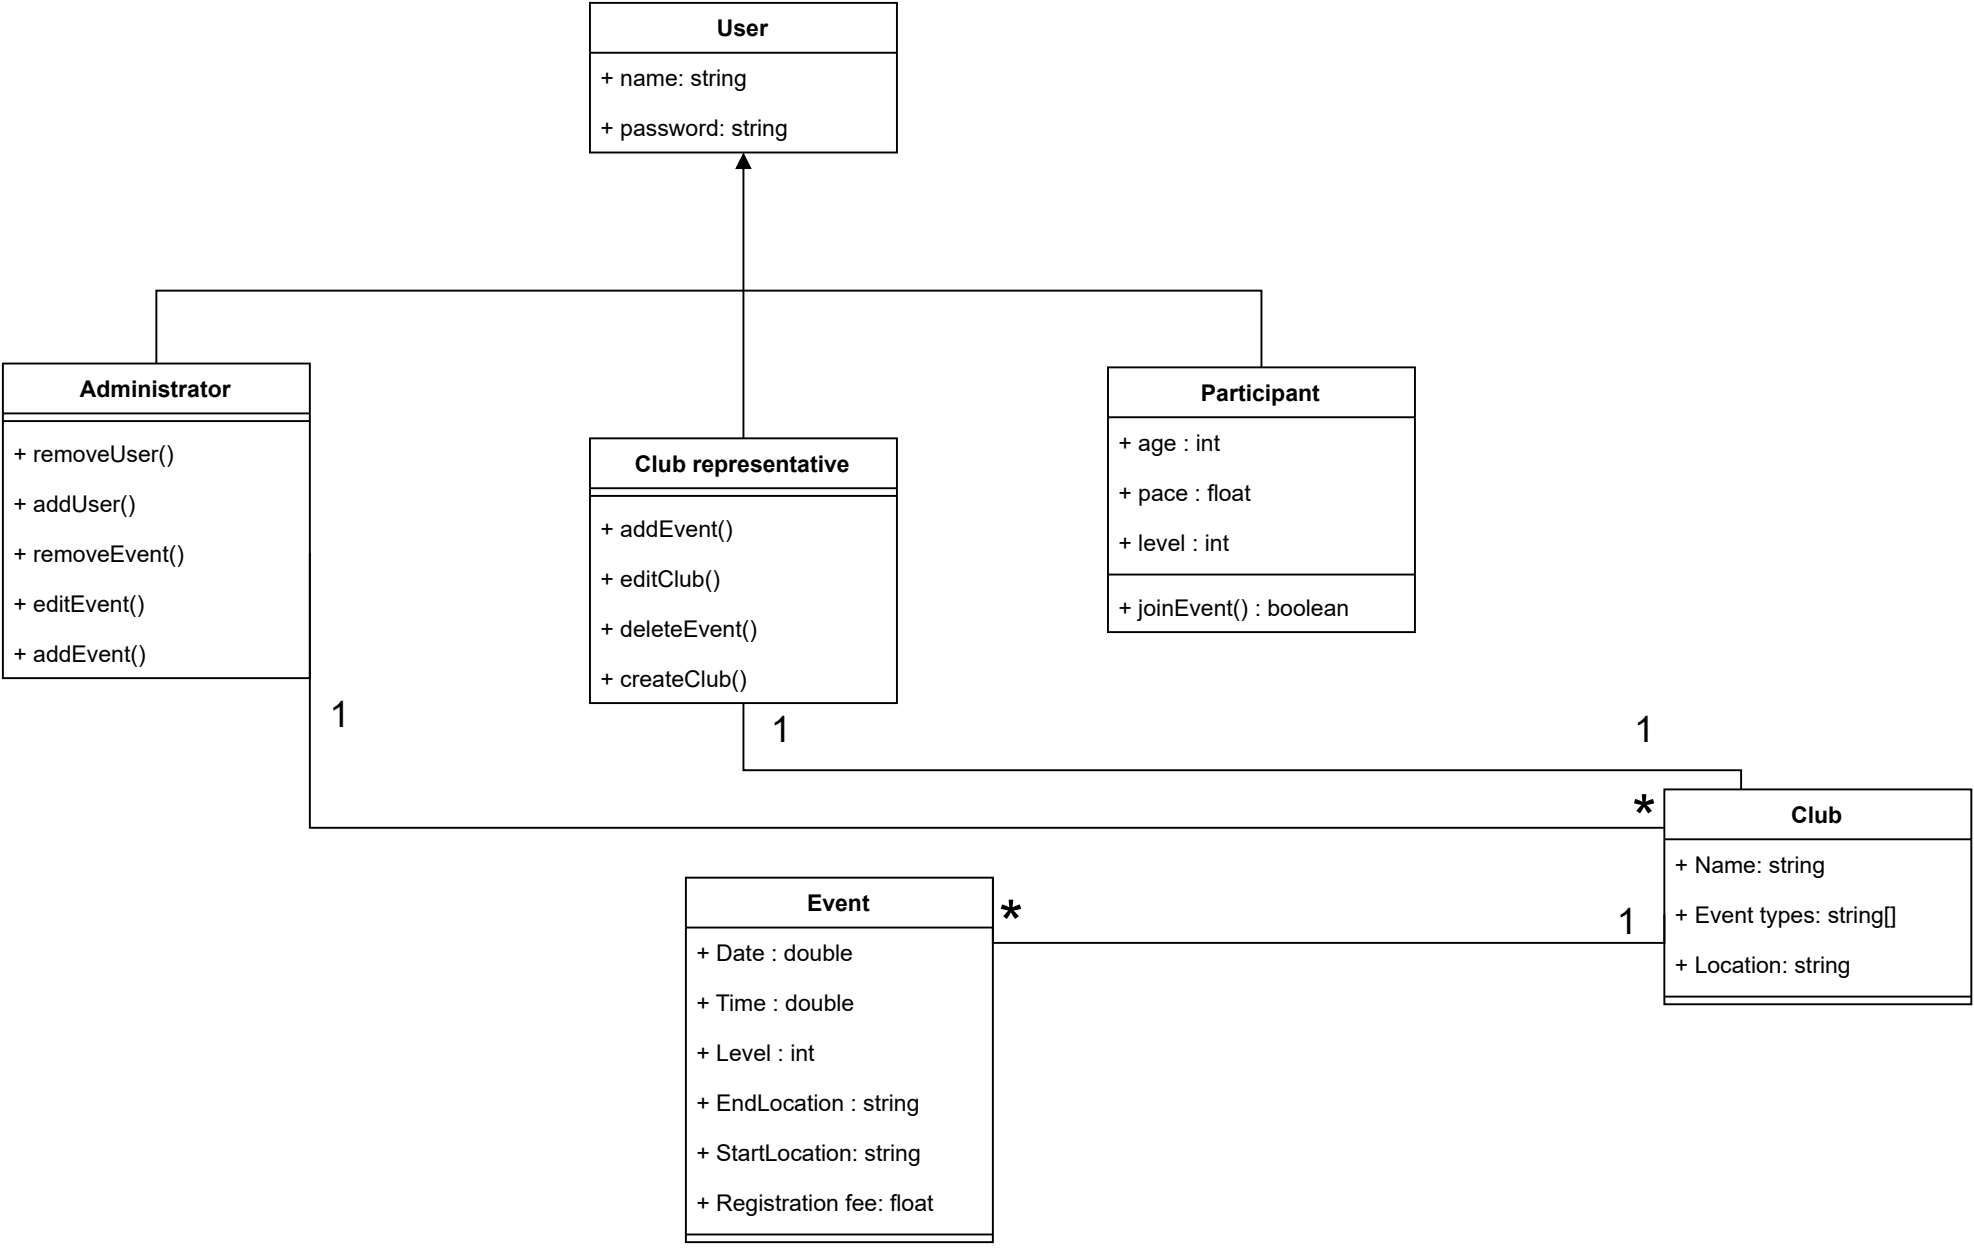 User
+ name: string
+ password: string
Administrator
+ removeUser()
+ addUser()
+ removeEvent()
+ editEvent()
+ addEvent()
Club representative
+ addEvent()
+ editClub()
+ deleteEvent()
+ createClub()
Participant
+ age : int
+ pace : float
+ level : int
+ joinEvent() : boolean
1
1
1
*
Club
+ Name: string
+ Event types: string[]
+ Location: string
*
1
Event
+ Date : double
+ Time : double
+ Level : int
+ EndLocation : string
+ StartLocation: string
+ Registration fee: float